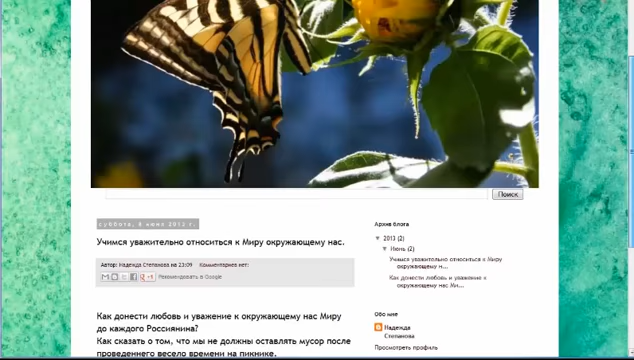 Поиск
суббота, 8 июня 2013 г.
Учимся уважительно относиться к Миру окружающему нас.
Автор: Надежда Степанова на 23:09 Комментариев нет:
Рекомендовать в Google
Как донести любовь и уважение к окружающему нас Миру
до каждого Россиянина?
Как сказать о том, что мы не должны оставлять мусор после
проведенного весело времени на пикнике.
Архив блога
▼ 2013 (2)
▼ Июнь (2)
Учимся уважительно относиться к Миру
окружающему н...
Как донести любовь и уважение к
окружающему нас Ми...
Обо мне
Надежда
Степанова
Просмотреть профиль